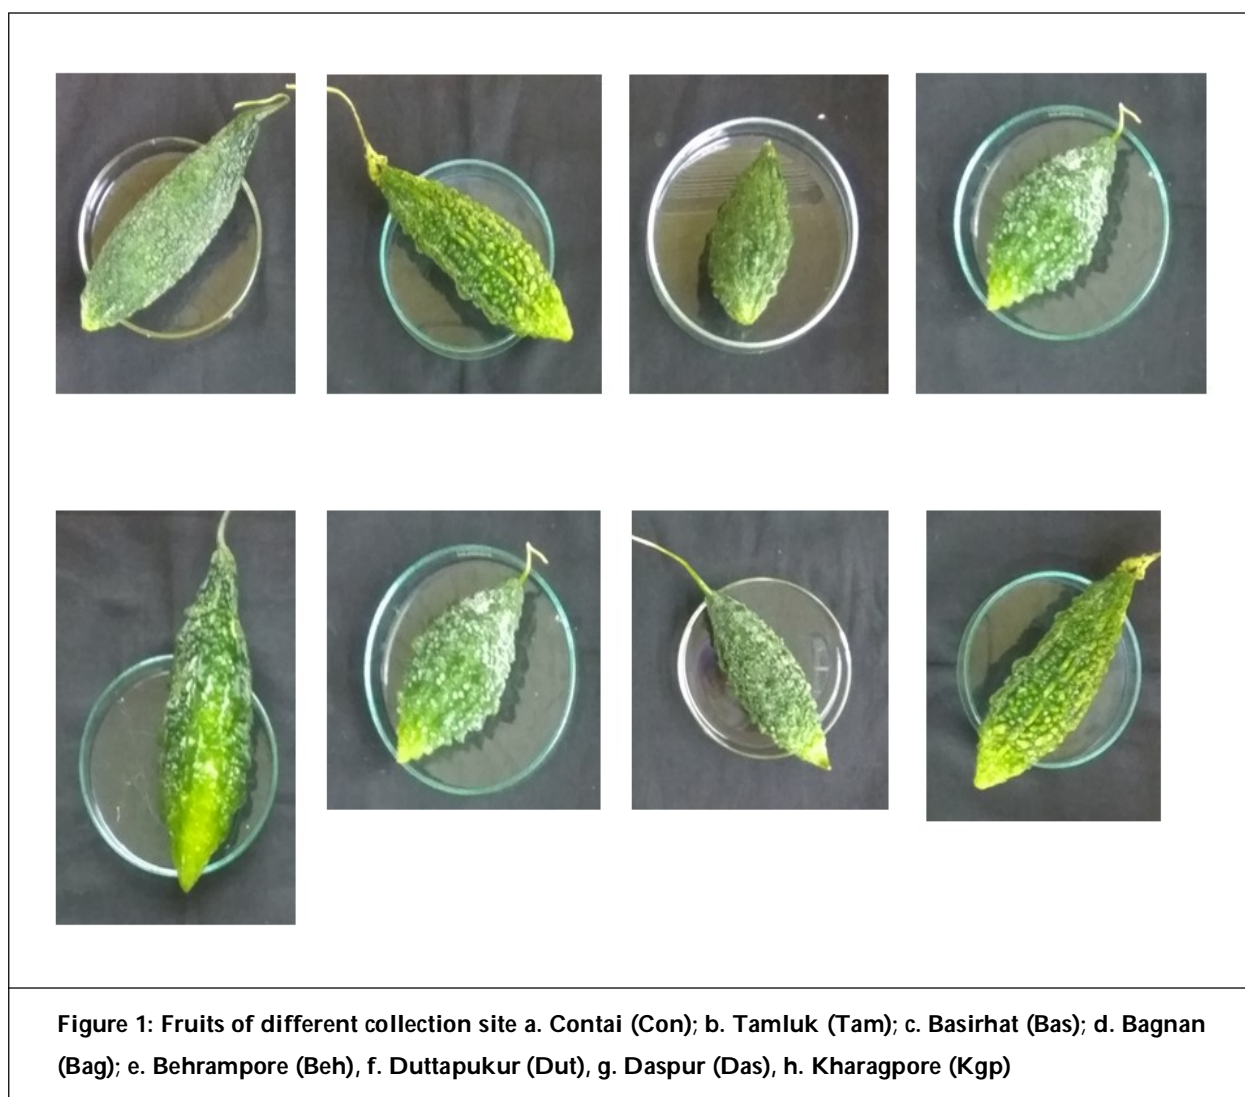 Figure 1: Fruits of different collection site a. Contai (Con); b. Tamluk (Tam); c. Basirhat (Bas); d. Bagnan
(Bag); e. Behrampore (Beh), f. Duttapukur (Dut), g. Daspur (Das), h. Kharagpore (Kgp)